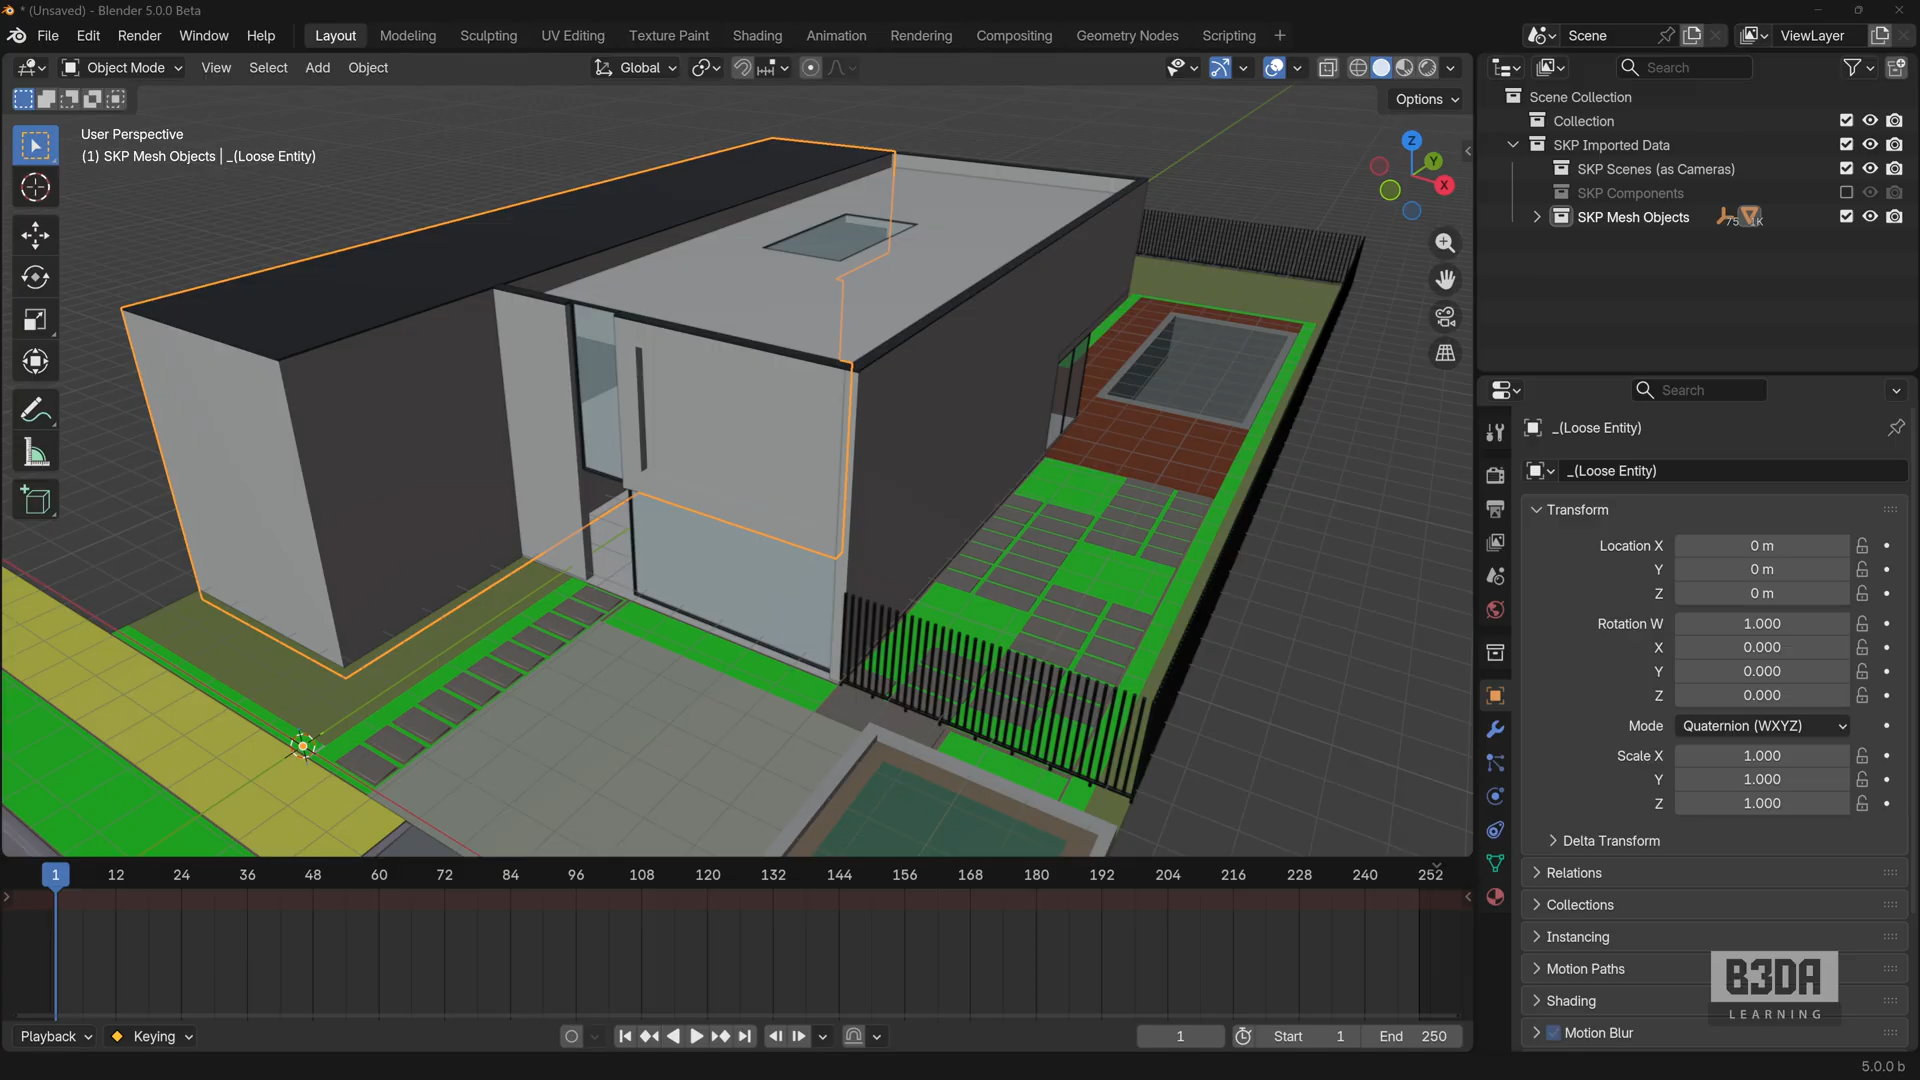 * (Unsaved) - Blender 5.0.0 Beta
File Edit Render Window Help Layout Modeling Sculpting UV Editing Texture Paint Shading Animation Rendering Compositing Geometry Nodes Scripting + Scene ViewLayer
Object Mode View Select Add Object Global Search
Options
User Perspective
(1) SKP Mesh Objects | _(Loose Entity)
Z
Y
X
Scene Collection
Collection
SKP Imported Data
SKP Scenes (as Cameras)
SKP Components
SKP Mesh Objects
Search
_(Loose Entity)
_(Loose Entity)
Transform
Location X 0 m
Y 0 m
Z 0 m
Rotation W 1.000
X 0.000
Y 0.000
Z 0.000
Mode Quaternion (WXYZ)
Scale X 1.000
Y 1.000
Z 1.000
Delta Transform
Relations
Collections
Instancing
Motion Paths
Shading
Motion Blur
B3DA
LEARNING
1 12 24 36 48 60 72 84 96 108 120 132 144 156 168 180 192 204 216 228 240 252
Playback Keying 1 Start 1 End 250
5.0.0 b